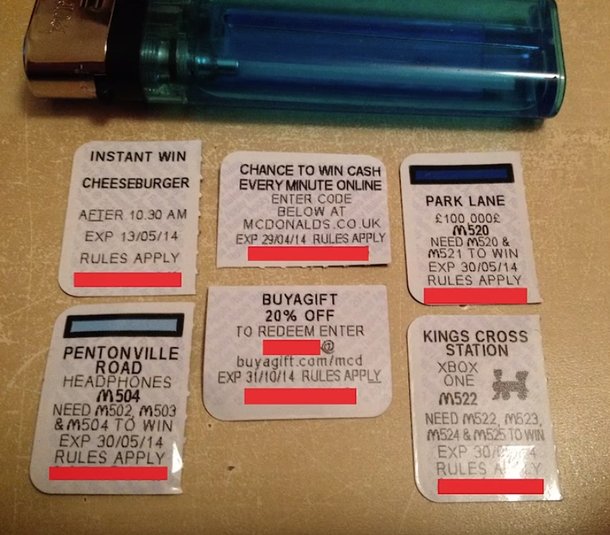 INSTANT WIN
CHEESEBURGER
AFTER 10.30 AM
EXP 13/05/14
RULES APPLY
CHANCE TO WIN CASH
EVERY MINUTE ONLINE
ENTER CODE
BELOW AT
MCDONALDS.CO.UK
EXP 29/04/14 RULES APPLY
PARK LANE
£100,000£
M520
NEED M520 &
M521 TO WIN
EXP 30/05/14
RULES APPLY
PENTONVILLE
ROAD
HEADPHONES
M504
NEED M502, M503
& M504 TO WIN
EXP 30/05/14
RULES APPLY
BUYAGIFT
20% OFF
TO REDEEM ENTER
@
buyagift.com/mcd
EXP 31/10/14 RULES APPLY
KINGS CROSS
STATION
XBOX
ONE
M522
NEED M522, M523,
M524 & M525 TO WIN
EXP 30/05/14
RULES APPLY